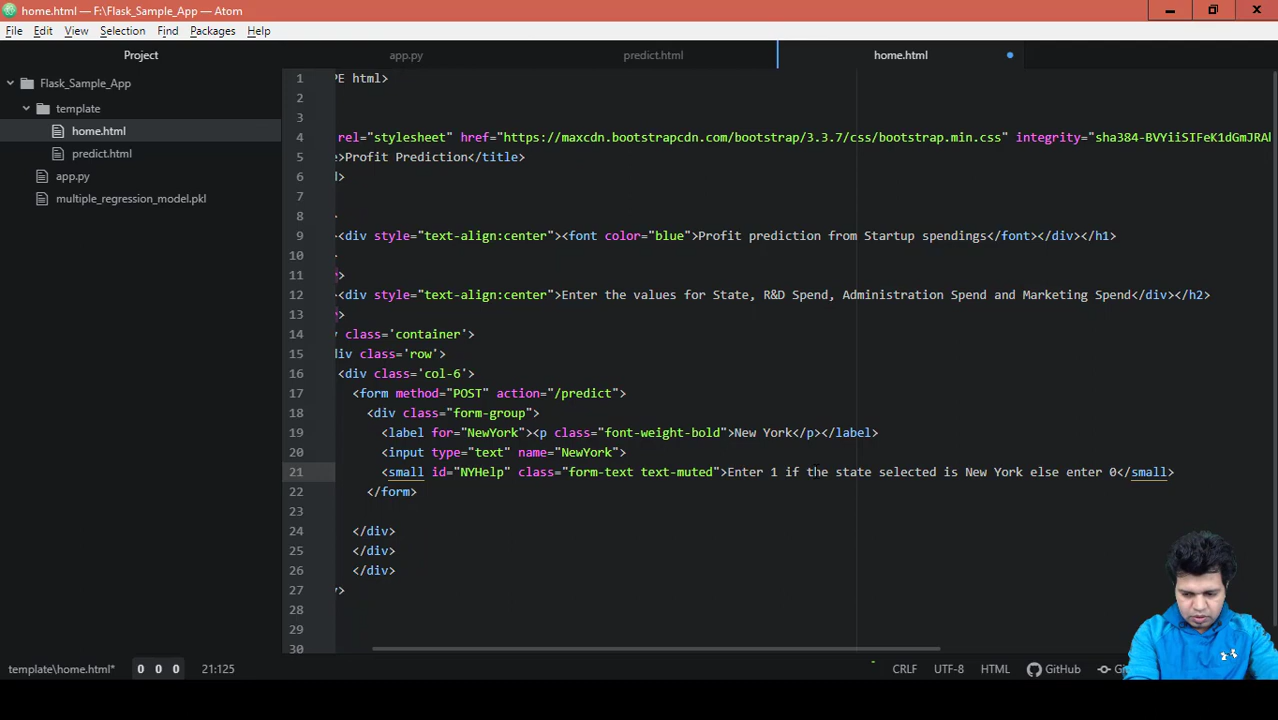 home.html — F:\Flask_Sample_App — Atom
File Edit View Selection Find Packages Help
Project app.py predict.html home.html
Flask_Sample_App
template
home.html
predict.html
app.py
multiple_regression_model.pkl
1 PE html>
2
3
4 rel="stylesheet" href="https://maxcdn.bootstrapcdn.com/bootstrap/3.3.7/css/bootstrap.min.css" integrity="sha384-BVYiiSIFeK1dGmJRAk
5 e>Profit Prediction</title>
6 d>
7
8 >
9 ><div style="text-align:center"><font color="blue">Profit prediction from Startup spendings</font></div></h1>
10 >
11 >
12 ><div style="text-align:center">Enter the values for State, R&D Spend, Administration Spend and Marketing Spend</div></h2>
13 >
14 class='container'>
15 div class='row'>
16 <div class='col-6'>
17 <form method="POST" action="/predict">
18 <div class="form-group">
19 <label for="NewYork"><p class="font-weight-bold">New York</p></label>
20 <input type="text" name="NewYork">
21 <small id="NYHelp" class="form-text text-muted">Enter 1 if the state selected is New York else enter 0</small>
22 </form>
23
24 </div>
25 </div>
26 </div>
27 >
28
29
30
template\home.html* 0 0 0 21:125 CRLF UTF-8 HTML GitHub